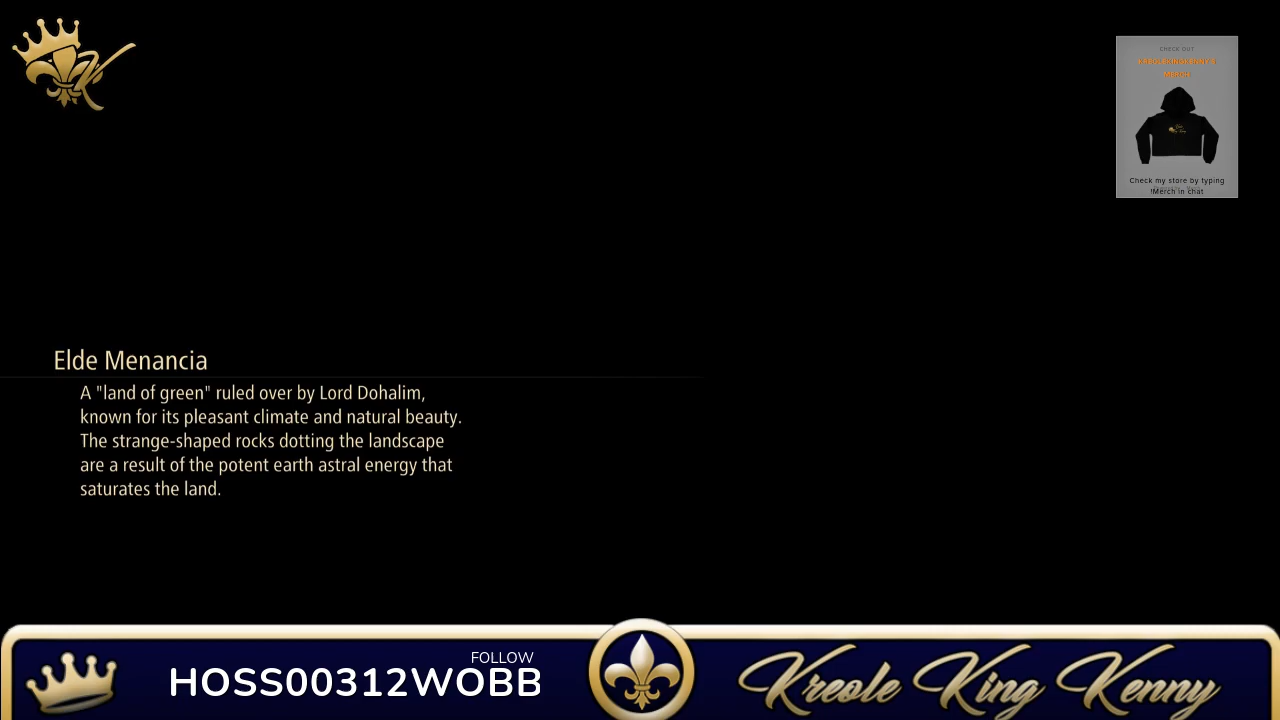 CHECK OUT
Check my store by typing
!Merch in chat
Elde Menancia
A "land of green" ruled over by Lord Dohalim,
known for its pleasant climate and natural beauty.
The strange-shaped rocks dotting the landscape
are a result of the potent earth astral energy that
saturates the land.
FOLLOW
HOSS00312WOBB
Kreole King Kenny